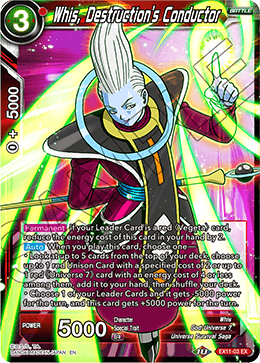 Whis, Destruction's Conductor
BATTLE
3
0 + 5000
Permanent If your Leader Card is a red ‹Vegeta› card,
reduce the energy cost of this card in your hand by 2.
Auto When you play this card, choose one—
• Look at up to 5 cards from the top of your deck, choose
up to 1 red Unison Card with a specified cost of 2 or up to
1 red ‹Universe 7› card with an energy cost of 4 or less
among them, add it to your hand, then shuffle your deck.
• Choose 1 of your Leader Cards and it gets -5000 power
for the turn, and this card gets +5000 power for the turn.
POWER
5000
Character
Whis
Special Trait
Universe 7
Era
Universe Survival Saga
EX11-03 EX